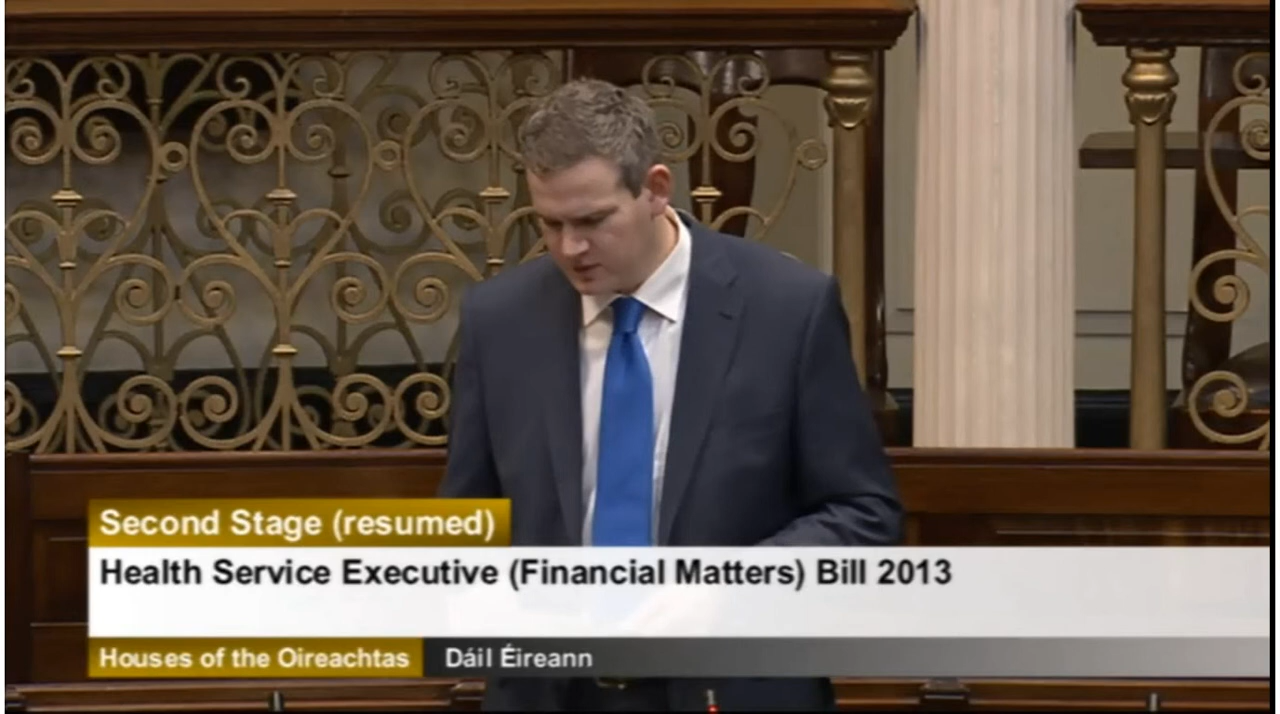 Second Stage (resumed)
Health Service Executive (Financial Matters) Bill 2013
Houses of the Oireachtas
Dáil Éireann